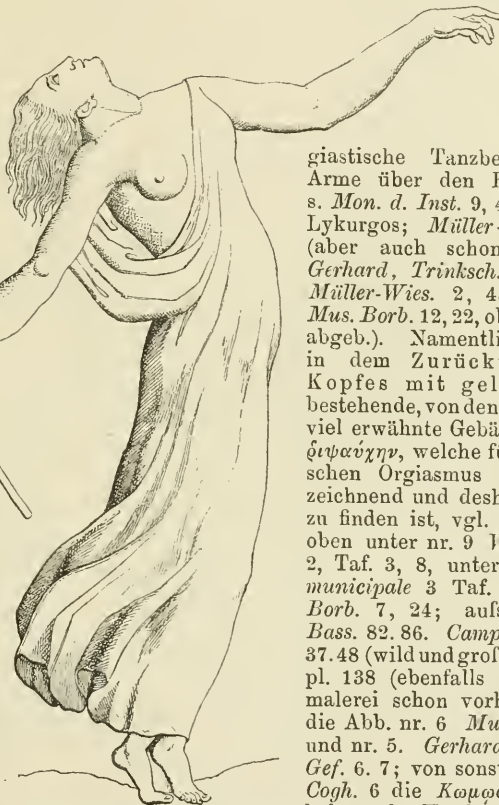 giastische Tanzbe
Arme über den
s. Mon. d. Inst. 9, 4
Lykurgos; Müller-
(aber auch schon
Gerhard, Trinksch.
Müller-Wies. 2, 4.
Mus. Borb. 12, 22, ob
abgeb.). Namentli
in dem Zurück
Kopfes mit gel
bestehende, von den
viel erwähnte Gebä
ῥιψαύχην, welche fü
schen Orgiasmus
zeichnend und desh
zu finden ist, vgl.
oben unter nr. 9
2, Taf. 3, 8, unter
municipale 3 Taf.
Borb. 7, 24; auſs
Bass. 82. 86. Camp
37. 48 (wild und groſ
pl. 138 (ebenfalls
malerei schon vorh
die Abb. nr. 6 Mu
und nr. 5. Gerhard
Gef. 6. 7; von sonst
Cogh. 6 die Κωμω